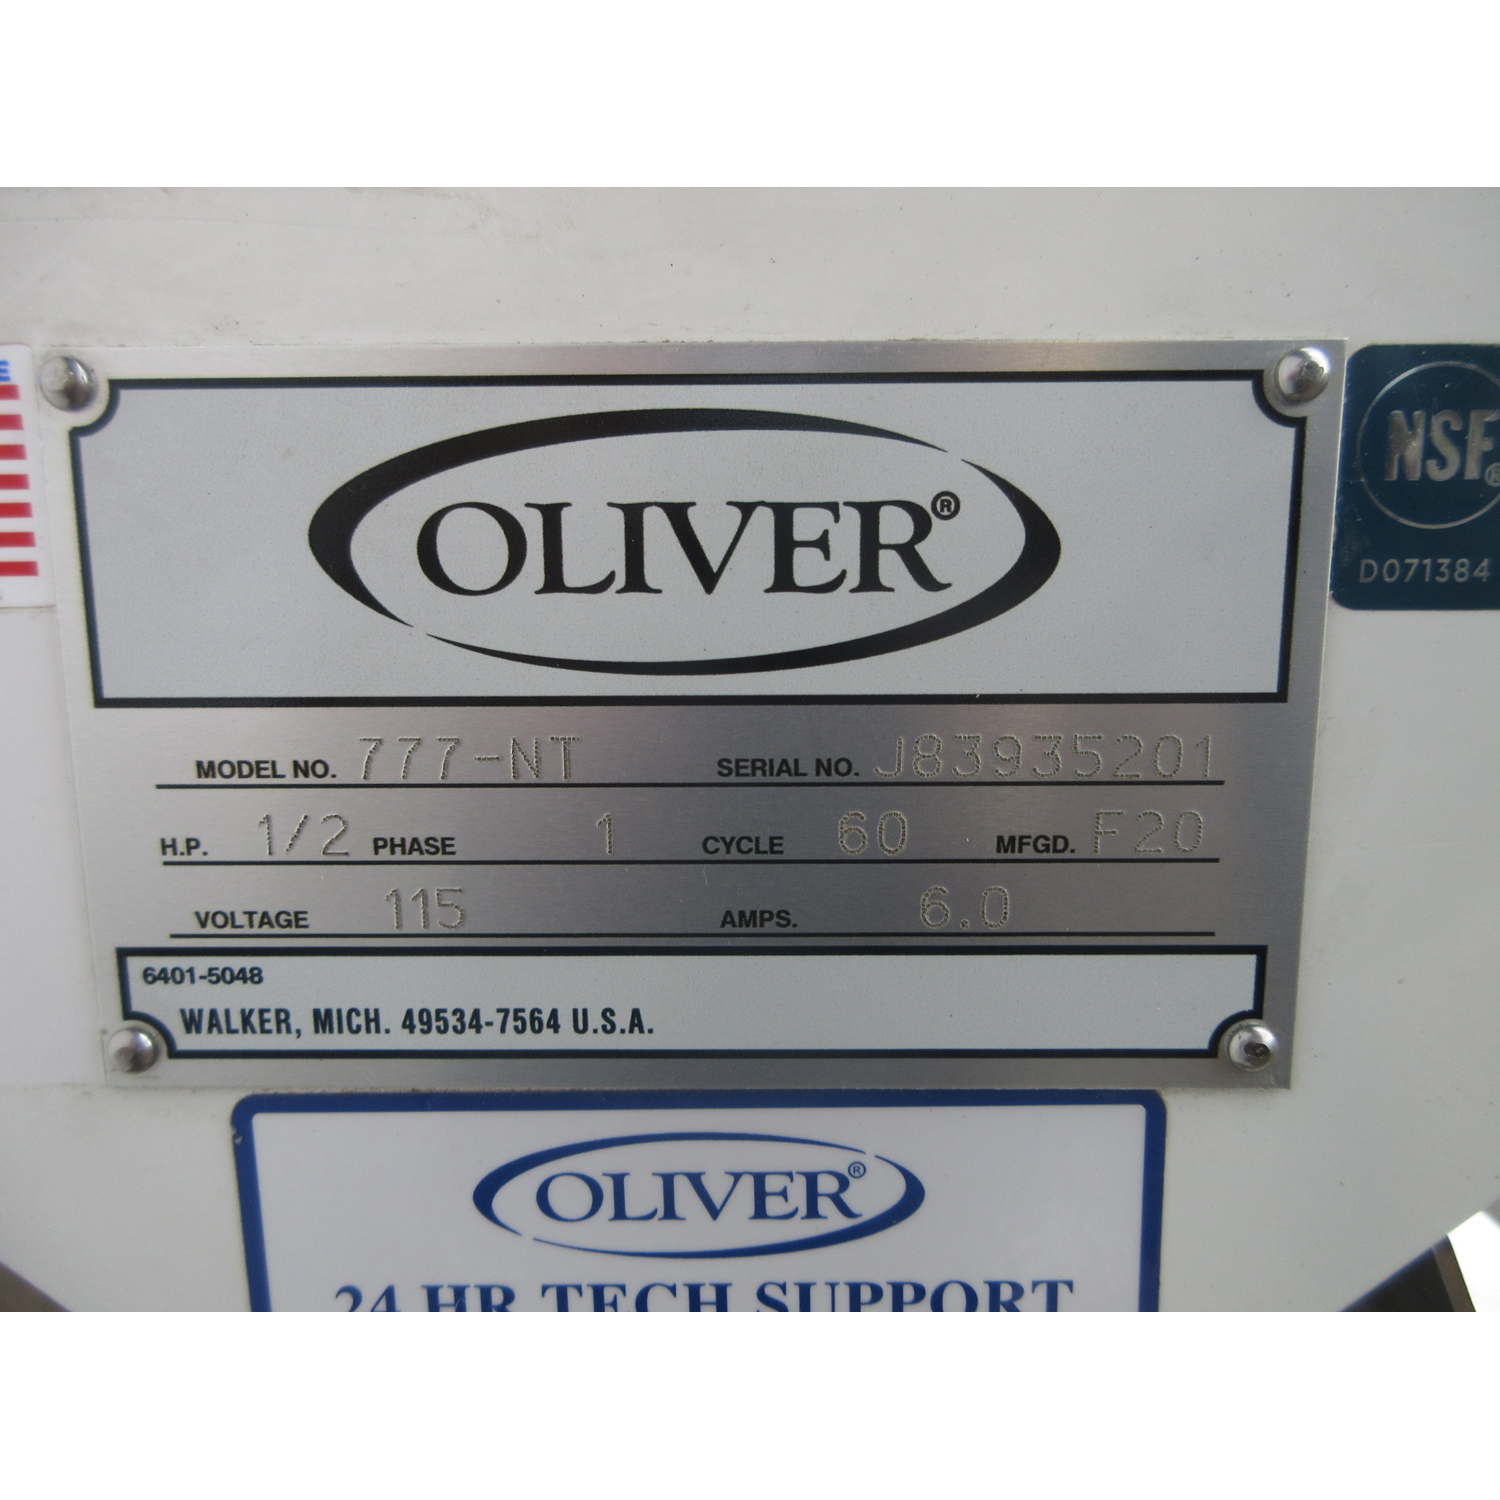 OLIVER®
NSF®
D071384
MODEL NO. 777-NT SERIAL NO. J83935201
H.P. 1/2 PHASE 1 CYCLE 60 MFGD. F20
VOLTAGE 115 AMPS. 6.0
6401-5048
WALKER, MICH. 49534-7564 U.S.A.
OLIVER®
24 HR TECH SUPPORT